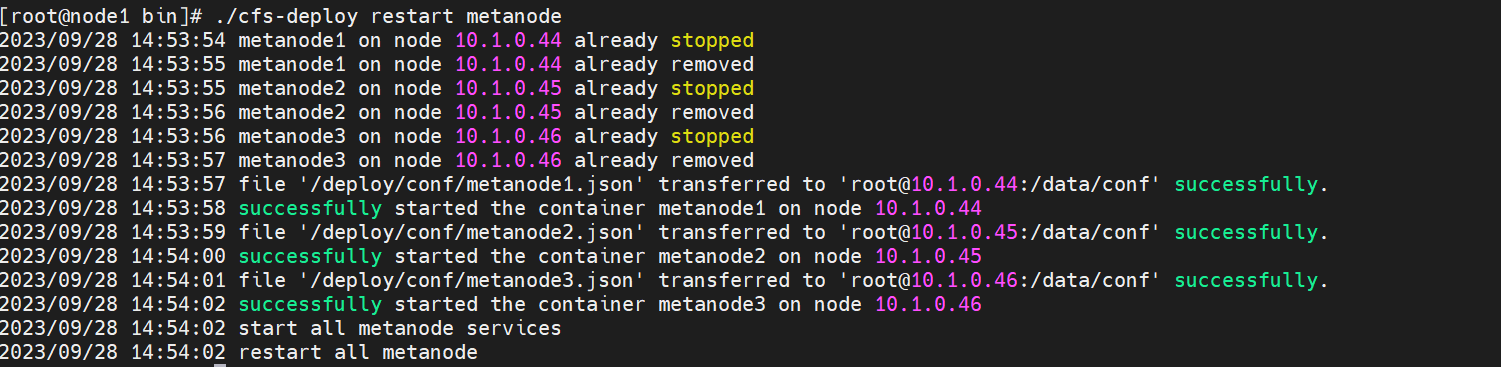 [root@node1 bin]# ./cfs-deploy restart metanode
2023/09/28 14:53:54 metanode1 on node 10.1.0.44 already stopped
2023/09/28 14:53:55 metanode1 on node 10.1.0.44 already removed
2023/09/28 14:53:55 metanode2 on node 10.1.0.45 already stopped
2023/09/28 14:53:56 metanode2 on node 10.1.0.45 already removed
2023/09/28 14:53:56 metanode3 on node 10.1.0.46 already stopped
2023/09/28 14:53:57 metanode3 on node 10.1.0.46 already removed
2023/09/28 14:53:57 file '/deploy/conf/metanode1.json' transferred to 'root@10.1.0.44:/data/conf' successfully.
2023/09/28 14:53:58 successfully started the container metanode1 on node 10.1.0.44
2023/09/28 14:53:59 file '/deploy/conf/metanode2.json' transferred to 'root@10.1.0.45:/data/conf' successfully.
2023/09/28 14:54:00 successfully started the container metanode2 on node 10.1.0.45
2023/09/28 14:54:01 file '/deploy/conf/metanode3.json' transferred to 'root@10.1.0.46:/data/conf' successfully.
2023/09/28 14:54:02 successfully started the container metanode3 on node 10.1.0.46
2023/09/28 14:54:02 start all metanode services
2023/09/28 14:54:02 restart all metanode